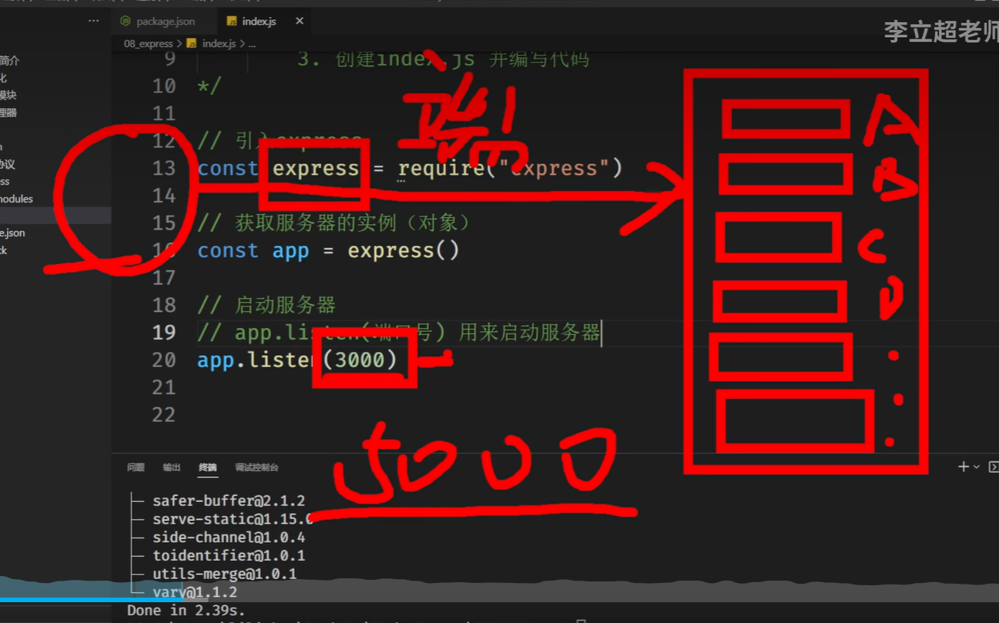 package.json
index.js
李立超老师
08_express > index.js > ...
简介
化
模块
理器
协议
ss
modules
e.json
ck
9 3. 创建index.js 并编写代码
10 */
11
12 // 引入express
13 const express = require("express")
14
15 // 获取服务器的实例（对象）
16 const app = express()
17
18 // 启动服务器
19 // app.listen(端口号) 用来启动服务器
20 app.listen(3000)
21
22
端
A
B
C
D
5000
问题 输出 终端 调试控制台
├─ safer-buffer@2.1.2
├─ serve-static@1.15.0
├─ side-channel@1.0.4
├─ toidentifier@1.0.1
├─ utils-merge@1.0.1
└─ vary@1.1.2
Done in 2.39s.